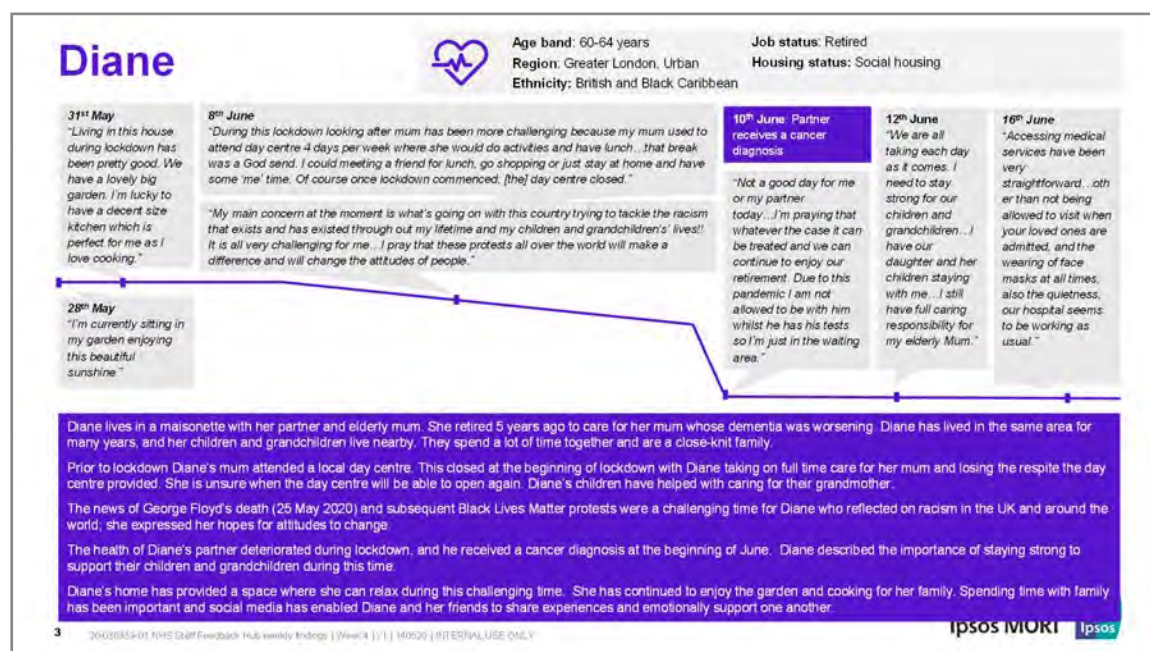 Diane
Age band: 60-64 years
Region: Greater London, Urban
Ethnicity: British and Black Caribbean
Job status: Retired
Housing status: Social housing
31st May
"Living in this house
during lockdown has
been pretty good. We
have a lovely big
garden. I'm lucky to
have a decent size
kitchen which is
perfect for me as I
love cooking."
28th May
"I'm currently sitting in
my garden enjoying
this beautiful
sunshine."
8th June
"During this lockdown looking after mum has been more challenging because my mum used to
attend day centre 4 days per week where she would do activities and have lunch…that break
was a God send. I could meeting a friend for lunch, go shopping or just stay at home and have
some 'me' time. Of course once lockdown commenced, [the] day centre closed."
"My main concern at the moment is what's going on with this country trying to tackle the racism
that exists and has existed through out my lifetime and my children and grandchildren's' lives!!
It is all very challenging for me…I pray that these protests all over the world will make a
difference and will change the attitudes of people."
10th June: Partner
receives a cancer
diagnosis
"Not a good day for me
or my partner
today…I'm praying that
whatever the case it can
be treated and we can
continue to enjoy our
retirement. Due to this
pandemic I am not
allowed to be with him
whilst he has his tests
so I'm just in the waiting
area."
12th June
"We are all
taking each day
as it comes. I
need to stay
strong for our
children and
grandchildren…I
have our
daughter and her
children staying
with me…I still
have full caring
responsibility for
my elderly Mum."
16th June
"Accessing medical
services have been
very
straightforward…oth
er than not being
allowed to visit when
your loved ones are
admitted, and the
wearing of face
masks at all times,
also the quietness,
our hospital seems
to be working as
usual."
Diane lives in a maisonette with her partner and elderly mum. She retired 5 years ago to care for her mum whose dementia was worsening. Diane has lived in the same area for
many years, and her children and grandchildren live nearby. They spend a lot of time together and are a close-knit family.
Prior to lockdown Diane's mum attended a local day centre. This closed at the beginning of lockdown with Diane taking on full time care for her mum and losing the respite the day
centre provided. She is unsure when the day centre will be able to open again. Diane's children have helped with caring for their grandmother.
The news of George Floyd's death (25 May 2020) and subsequent Black Lives Matter protests were a challenging time for Diane who reflected on racism in the UK and around the
world; she expressed her hopes for attitudes to change.
The health of Diane's partner deteriorated during lockdown, and he received a cancer diagnosis at the beginning of June. Diane described the importance of staying strong to
support their children and grandchildren during this time.
Diane's home has provided a space where she can relax during this challenging time. She has continued to enjoy the garden and cooking for her family. Spending time with family
has been important and social media has enabled Diane and her friends to share experiences and emotionally support one another.
3
NHS Staff Feedback Hub weekly findings | Week 4 | V1 | 140520 | INTERNAL USE ONLY
Ipsos MORI
Ipsos